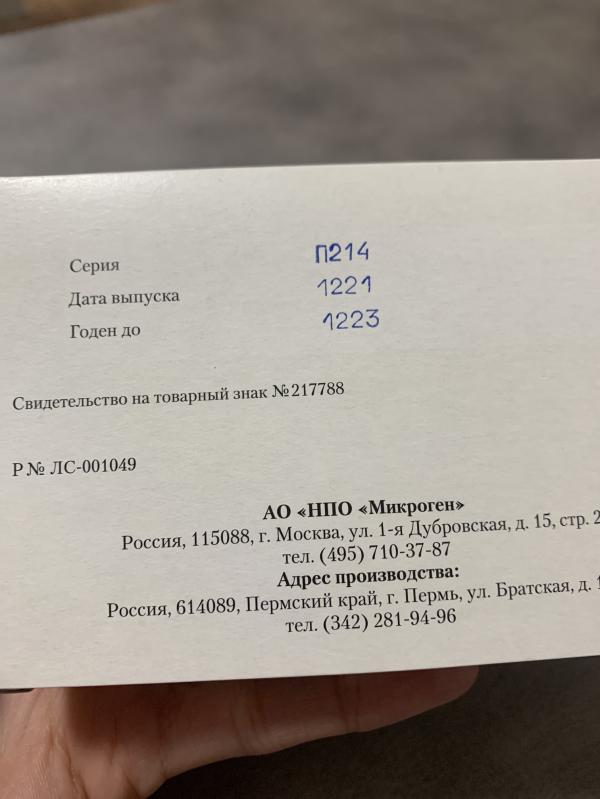 Серия П214
Дата выпуска 1221
Годен до 1223
Свидетельство на товарный знак №217788
Р№ ЛС-001049
АО «НПО «Микроген»
Россия, 115088, г. Москва, ул. 1-я Дубровская, д. 15, стр. 2
тел. (495) 710-37-87
Адрес производства:
Россия, 614089, Пермский край, г. Пермь, ул. Братская, д.
тел. (342) 281-94-96